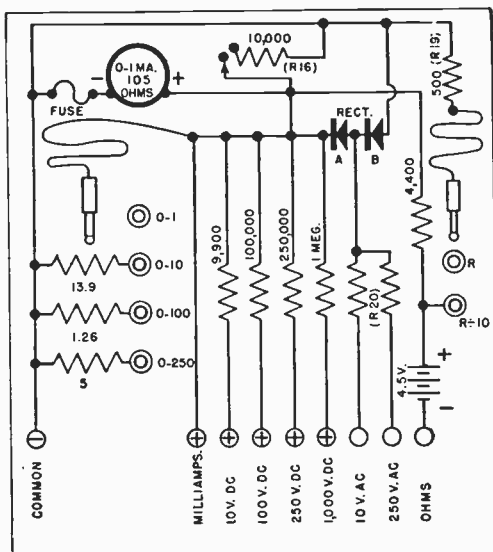 10,000
(R16)
0-1 MA.
105
OHMS
-
+
FUSE
500 (R19)
RECT.
A
B
4,400
0-1
9,900
100,000
250,000
1 MEG.
(R20)
R
0-10
13.9
0-100
1.26
R÷10
0-250
5
4.5V.
+
-
COMMON
MILLIAMPS.
10V. DC
100V. DC
250V. DC
1,000V. DC
10V. AC
250V. AC
OHMS